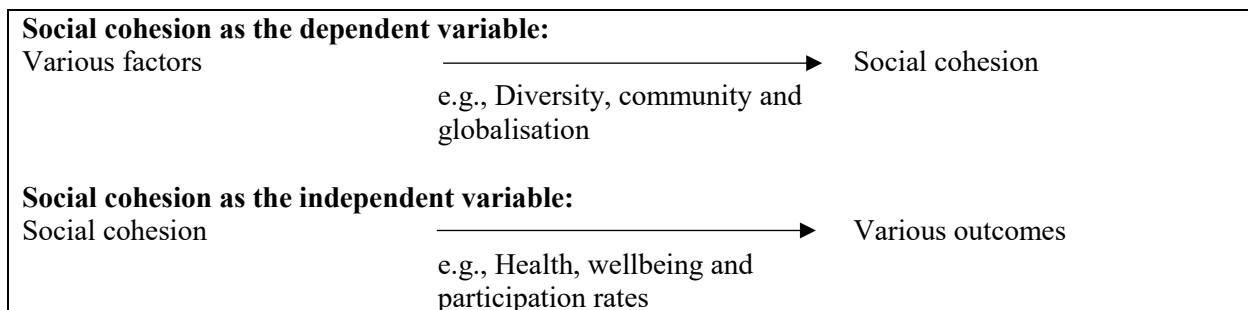 Social cohesion as the dependent variable:
Various factors Social cohesion
e.g., Diversity, community and
globalisation
Social cohesion as the independent variable:
Social cohesion Various outcomes
e.g., Health, wellbeing and
participation rates